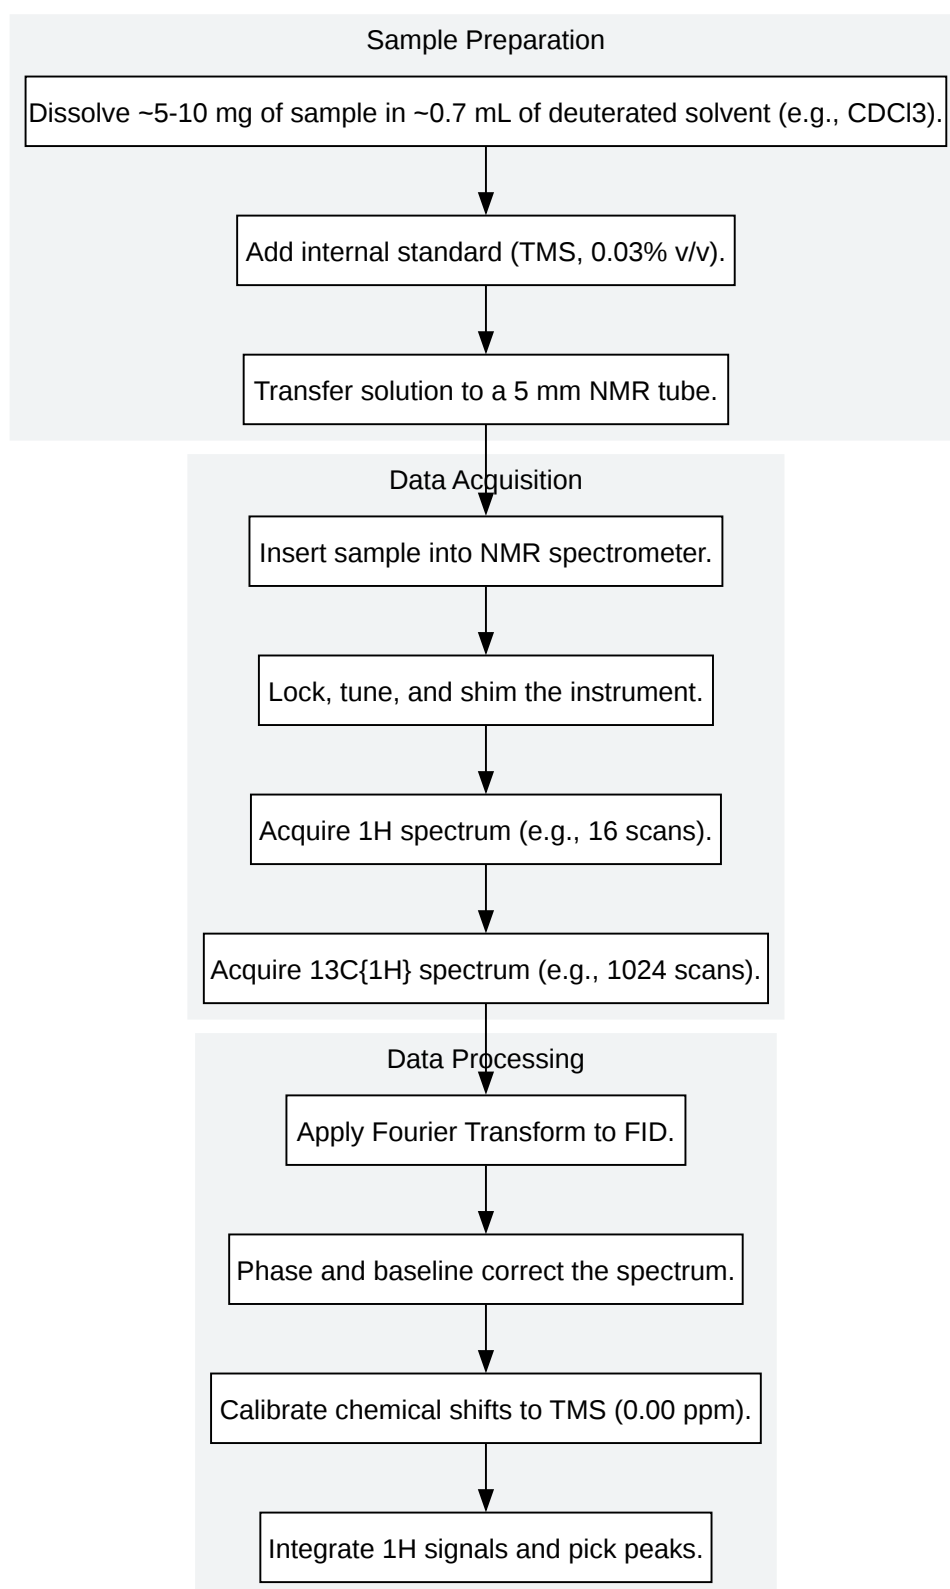 Sample Preparation
Dissolve ~5-10 mg of sample in ~0.7 mL of deuterated solvent (e.g., CDCl3).
Add internal standard (TMS, 0.03% v/v).
Transfer solution to a 5 mm NMR tube.
Data Acquisition
Insert sample into NMR spectrometer.
Lock, tune, and shim the instrument.
Acquire 1H spectrum (e.g., 16 scans).
Acquire 13C{1H} spectrum (e.g., 1024 scans).
Data Processing
Apply Fourier Transform to FID.
Phase and baseline correct the spectrum.
Calibrate chemical shifts to TMS (0.00 ppm).
Integrate 1H signals and pick peaks.